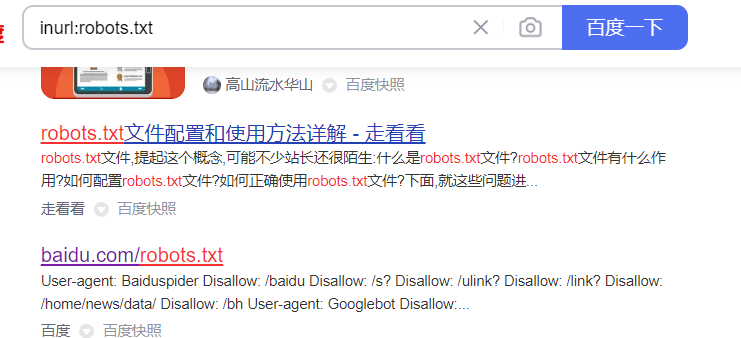 inurl:robots.txt
百度一下
高山流水华山 百度快照
robots.txt文件配置和使用方法详解 - 走看看
robots.txt文件,提起这个概念,可能不少站长还很陌生:什么是robots.txt文件?robots.txt文件有什么作
用?如何配置robots.txt文件?如何正确使用robots.txt文件?下面,就这些问题进...
走看看 百度快照
baidu.com/robots.txt
User-agent: Baiduspider Disallow: /baidu Disallow: /s? Disallow: /ulink? Disallow: /link? Disallow:
/home/news/data/ Disallow: /bh User-agent: Googlebot Disallow:...
百度 百度快照